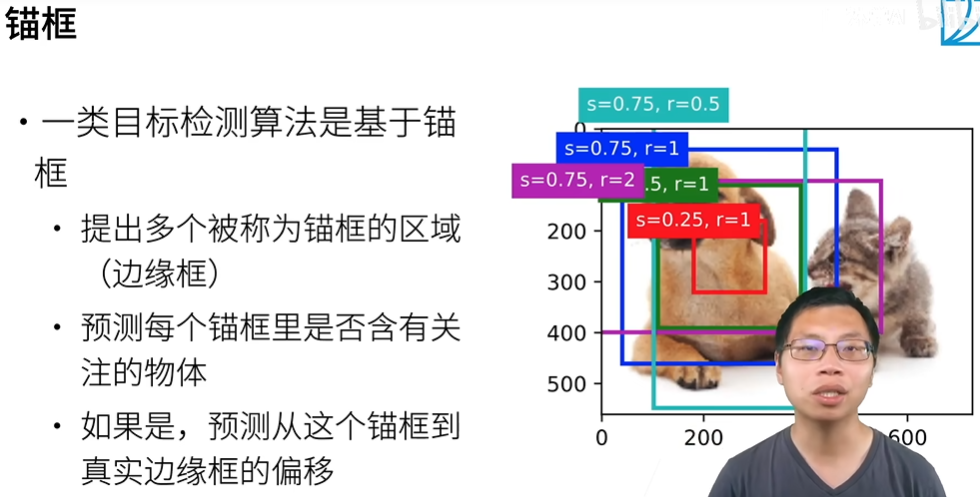 锚框
• 一类目标检测算法是基于锚
框
• 提出多个被称为锚框的区域
（边缘框）
• 预测每个锚框里是否含有关
注的物体
• 如果是，预测从这个锚框到
真实边缘框的偏移
s=0.75, r=0.5
0
s=0.75, r=1
s=0.75, r=2
.5, r=1
s=0.25, r=1
200
300
400
500
0
200
600